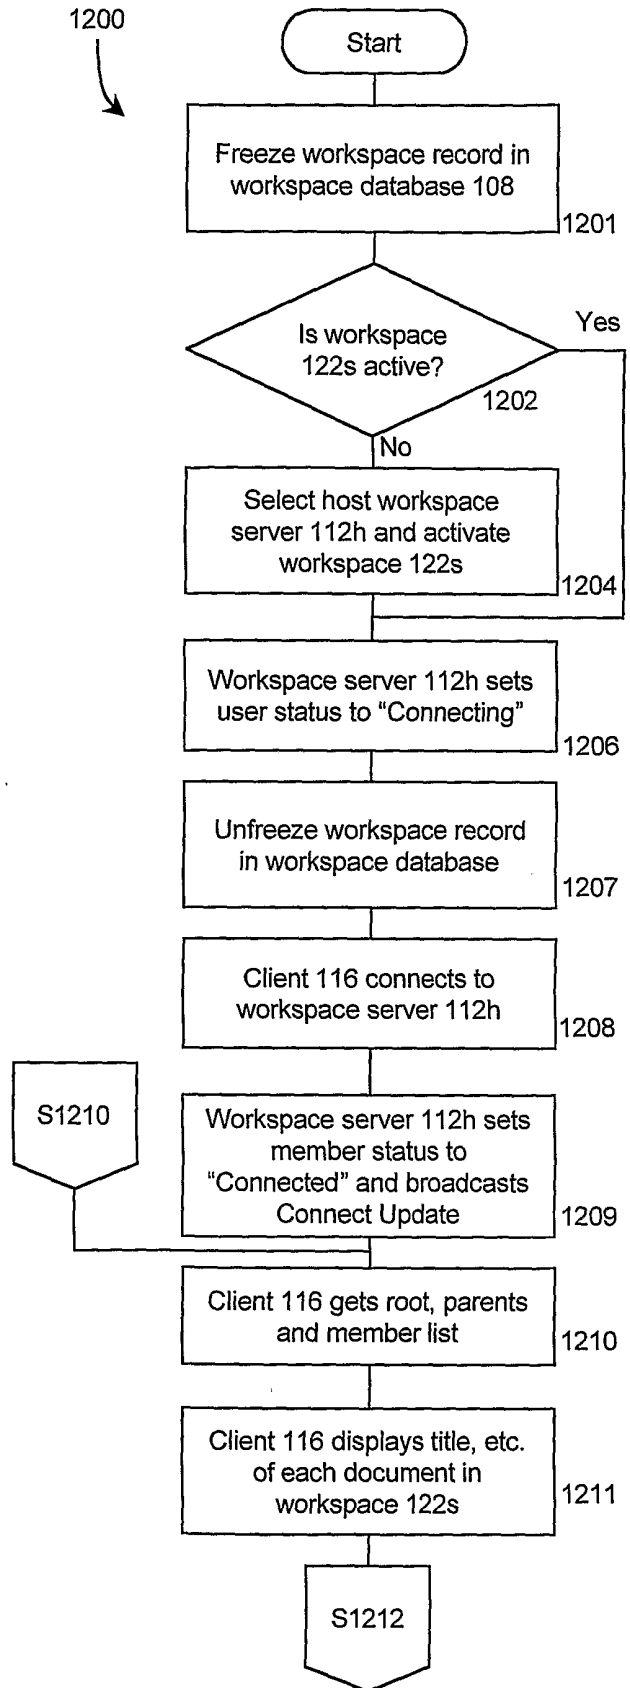 1200
Start
Freeze workspace record in
workspace database 108
1201
Is workspace
122s active?
Yes
1202
No
Select host workspace
server 112h and activate
workspace 122s
1204
Workspace server 112h sets
user status to “Connecting”
1206
Unfreeze workspace record
in workspace database
1207
Client 116 connects to
workspace server 112h
1208
S1210
Workspace server 112h sets
member status to
“Connected” and broadcasts
Connect Update
1209
Client 116 gets root, parents
and member list
1210
Client 116 displays title, etc.
of each document in
workspace 122s
1211
S1212